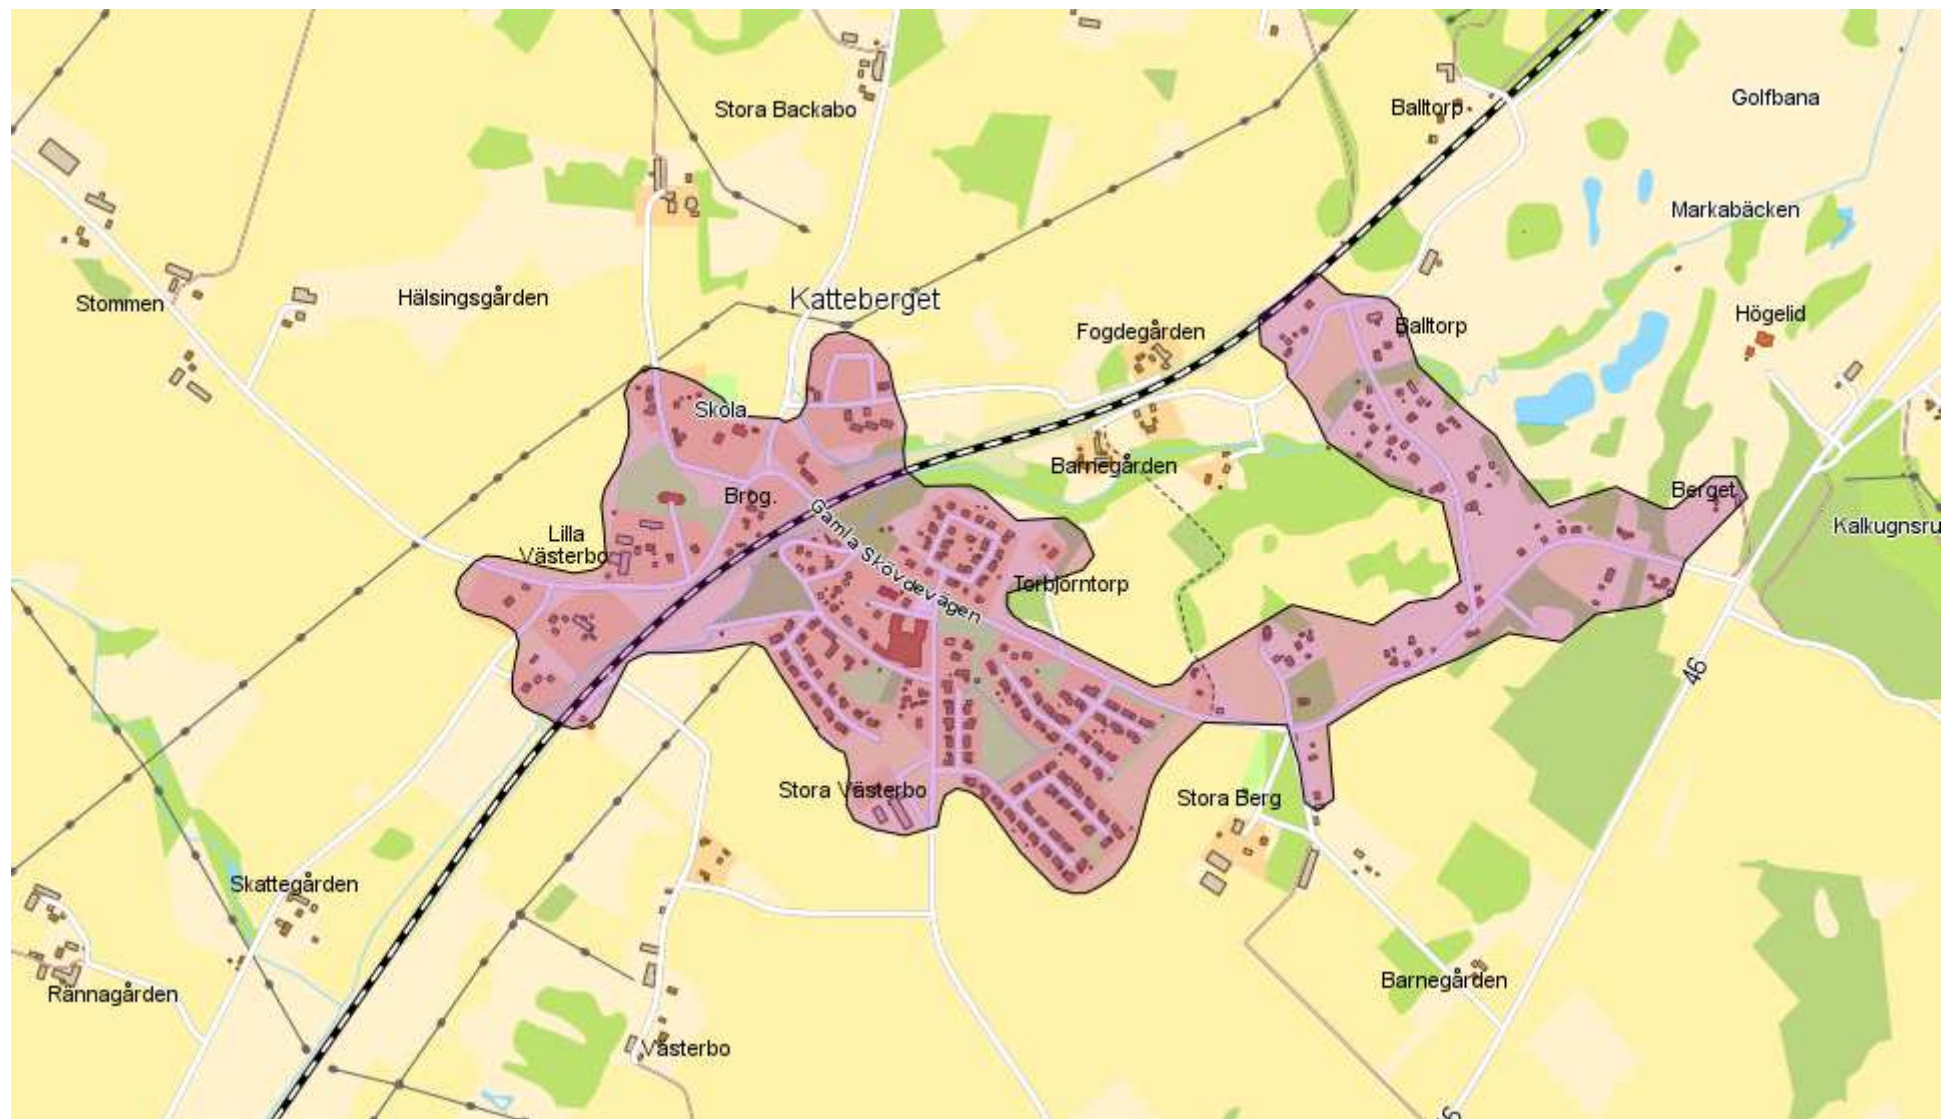 Golfbana
Stora Backabo
Balltorp
Markabäcken
Stommen
Hälsingsgården
Katteberget
Högelid
Fogdegården
Balltorp
Skola
Barnegården
Brog.
Berget
Gamla Skövdevägen
Kalkugnsru
Lilla
Västerbo
Torbjörntorp
46
Stora Västerbo
Stora Berg
Skattegården
Rännagården
Barnegården
Västerbo